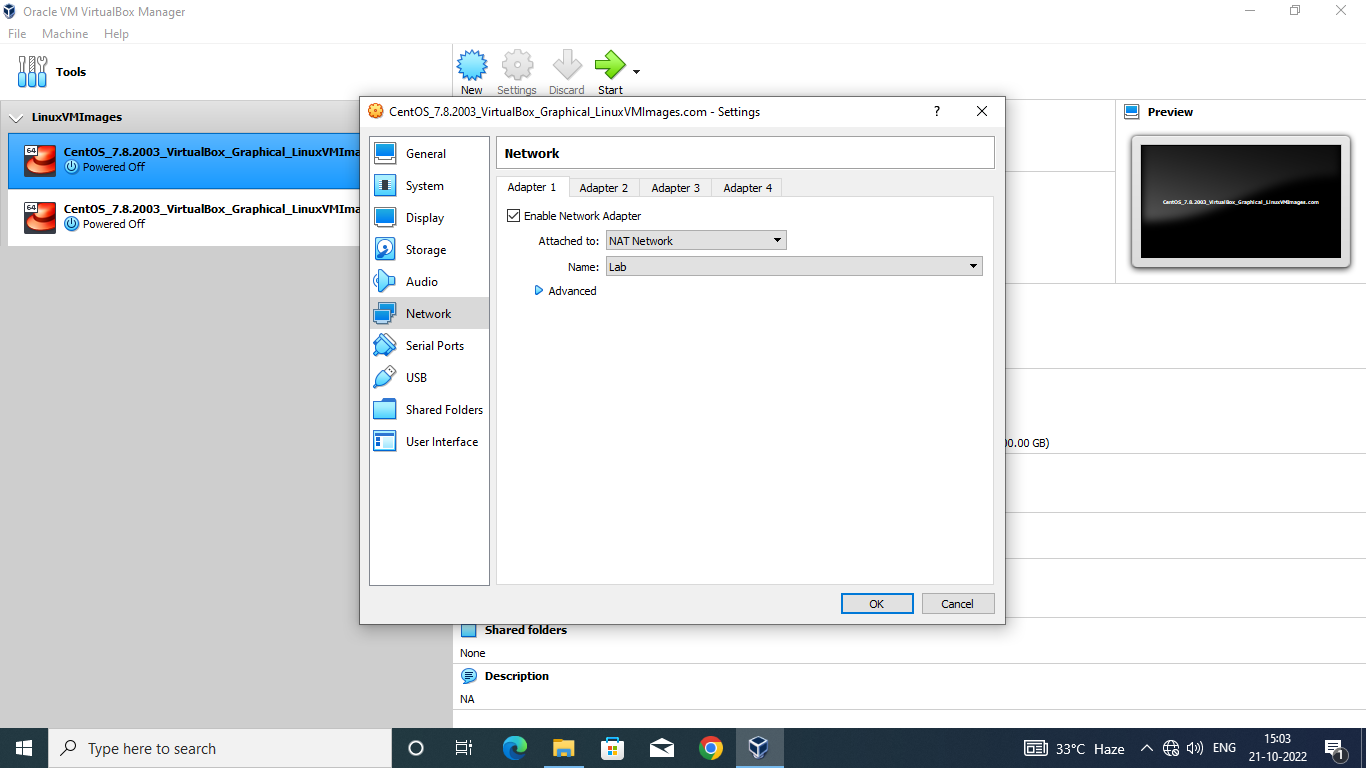 Oracle VM VirtualBox Manager
File Machine Help
Tools
New Settings Discard Start
LinuxVMImages
64 CentOS_7.8.2003_VirtualBox_Graphical_LinuxVMIma
Powered Off
64 CentOS_7.8.2003_VirtualBox_Graphical_LinuxVMIma
Powered Off
CentOS_7.8.2003_VirtualBox_Graphical_LinuxVMImages.com - Settings
?
General
System
Display
Storage
Audio
Network
Serial Ports
USB
Shared Folders
User Interface
Network
Adapter 1 Adapter 2 Adapter 3 Adapter 4
Enable Network Adapter
Attached to: NAT Network
Name: Lab
Advanced
OK Cancel
Preview
CentOS_7.8.2003_VirtualBox_Graphical_LinuxVMImages.com
00.00 GB)
Shared folders
None
Description
NA
Type here to search
33°C Haze
ENG
15:03
21-10-2022
1